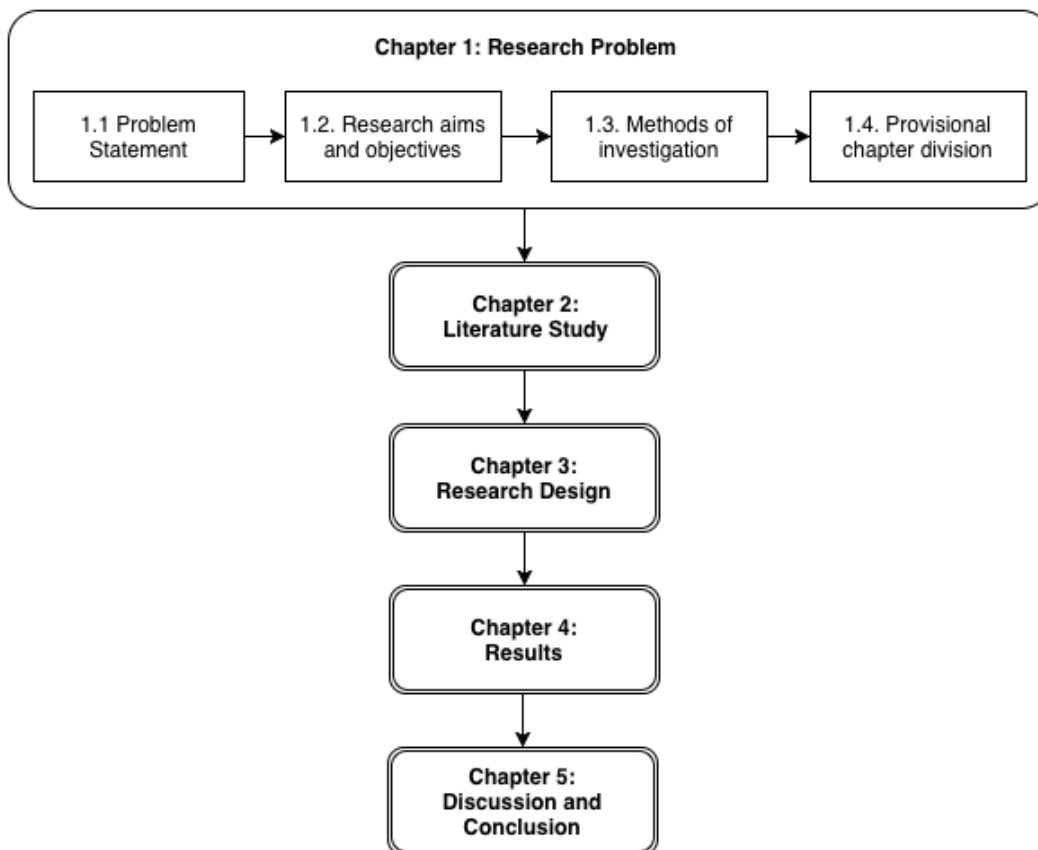 Chapter 1: Research Problem
1.1 Problem
Statement
1.2. Research aims
and objectives
1.3. Methods of
investigation
1.4. Provisional
chapter division
Chapter 2:
Literature Study
Chapter 3:
Research Design
Chapter 4:
Results
Chapter 5:
Discussion and
Conclusion